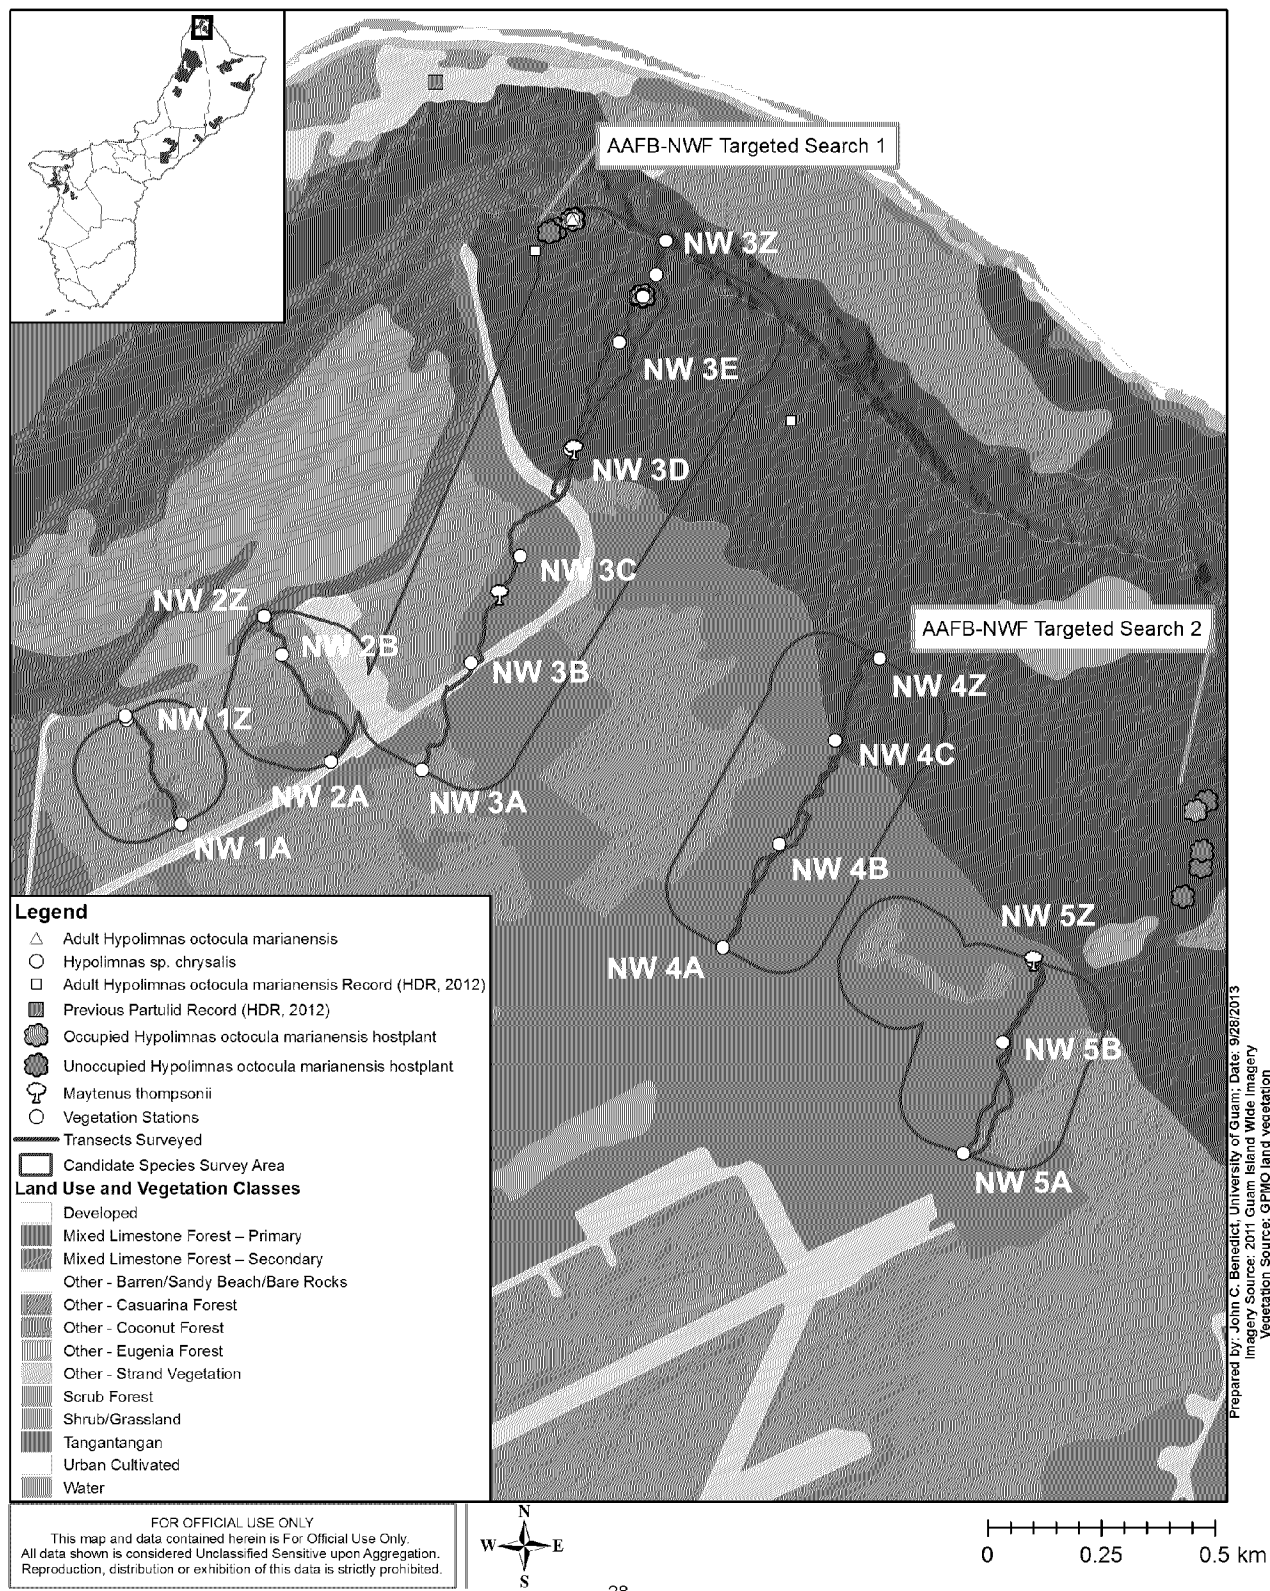 AAFB-NWF Targeted Search 1
NW 3Z
NW 3E
NW 3D
NW 3C
NW 2Z
NW 2B
AAFB-NWF Targeted Search 2
NW 3B
NW 4Z
NW 1Z
NW 4C
NW 2A
NW 3A
NW 1A
NW 4B
NW 5Z
NW 4A
NW 5B
NW 5A
Legend
Adult Hypolimnas octocula marianensis
Hypolimnas sp. chrysalis
Adult Hypolimnas octocula marianensis Record (HDR, 2012)
Previous Partulid Record (HDR, 2012)
Occupied Hypolimnas octocula marianensis hostplant
Unoccupied Hypolimnas octocula marianensis hostplant
Maytenus thompsonii
Vegetation Stations
Transects Surveyed
Candidate Species Survey Area
Land Use and Vegetation Classes
Developed
Mixed Limestone Forest – Primary
Mixed Limestone Forest – Secondary
Other - Barren/Sandy Beach/Bare Rocks
Other - Casuarina Forest
Other - Coconut Forest
Other - Eugenia Forest
Other - Strand Vegetation
Scrub Forest
Shrub/Grassland
Tangantangan
Urban Cultivated
Water
Prepared by: John C. Benedict, University of Guam; Date: 9/28/2013
Imagery Source: 2011 Guam Island Wide Imagery
Vegetation Source: GPMO land vegetation
FOR OFFICIAL USE ONLY
This map and data contained herein is For Official Use Only.
All data shown is considered Unclassified Sensitive upon Aggregation.
Reproduction, distribution or exhibition of this data is strictly prohibited.
N
W E
S
0 0.25 0.5 km